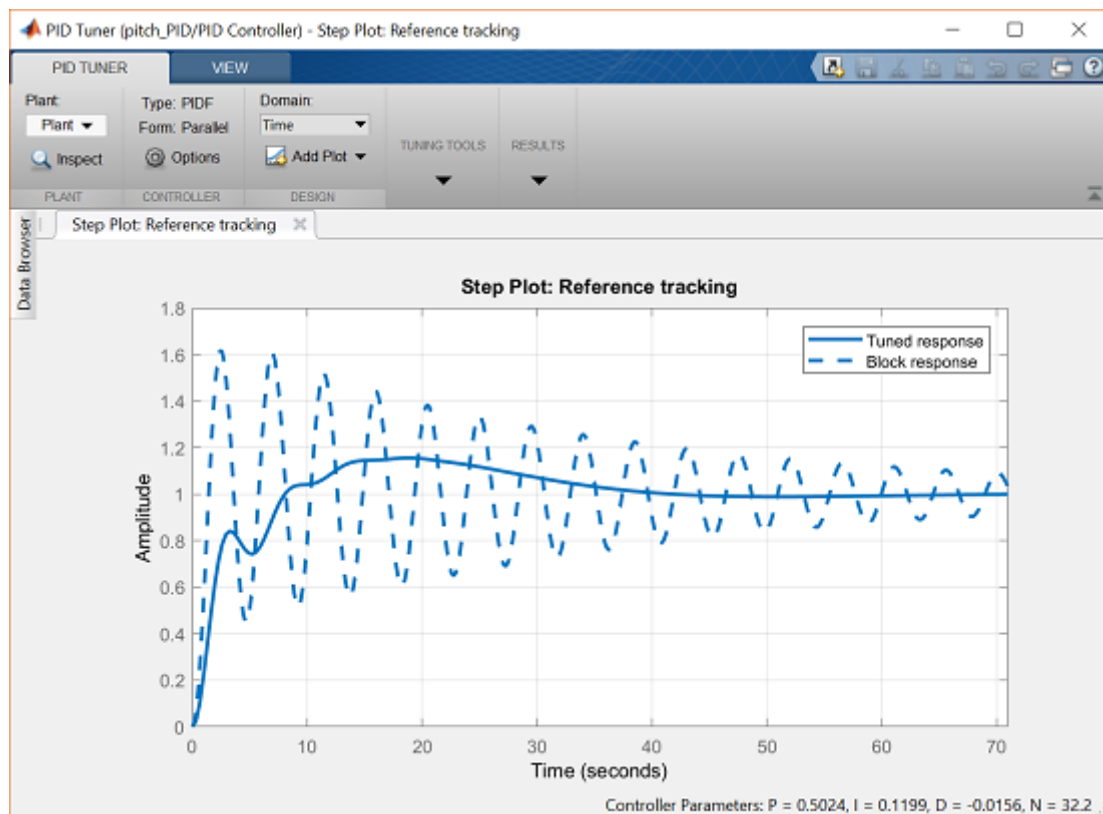 PID Tuner (pitch_PID/PID Controller) - Step Plot: Reference tracking
PID TUNER
VIEW
Plant:
Plant
Inspect
PLANT
Type: PIDF
Form: Parallel
Options
CONTROLLER
Domain:
Time
Add Plot
DESIGN
TUNING TOOLS
RESULTS
Data Browser
Step Plot: Reference tracking
Step Plot: Reference tracking
Tuned response
Block response
Amplitude
1.8
1.6
1.4
1.2
1
0.8
0.6
0.4
0.2
0
0 10 20 30 40 50 60 70
Time (seconds)
Controller Parameters: P = 0.5024, I = 0.1199, D = -0.0156, N = 32.2